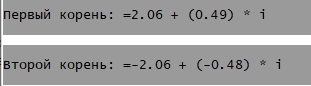 Первый корень: =2.06 + (0.49) * i
Второй корень: =-2.06 + (-0.48) * i